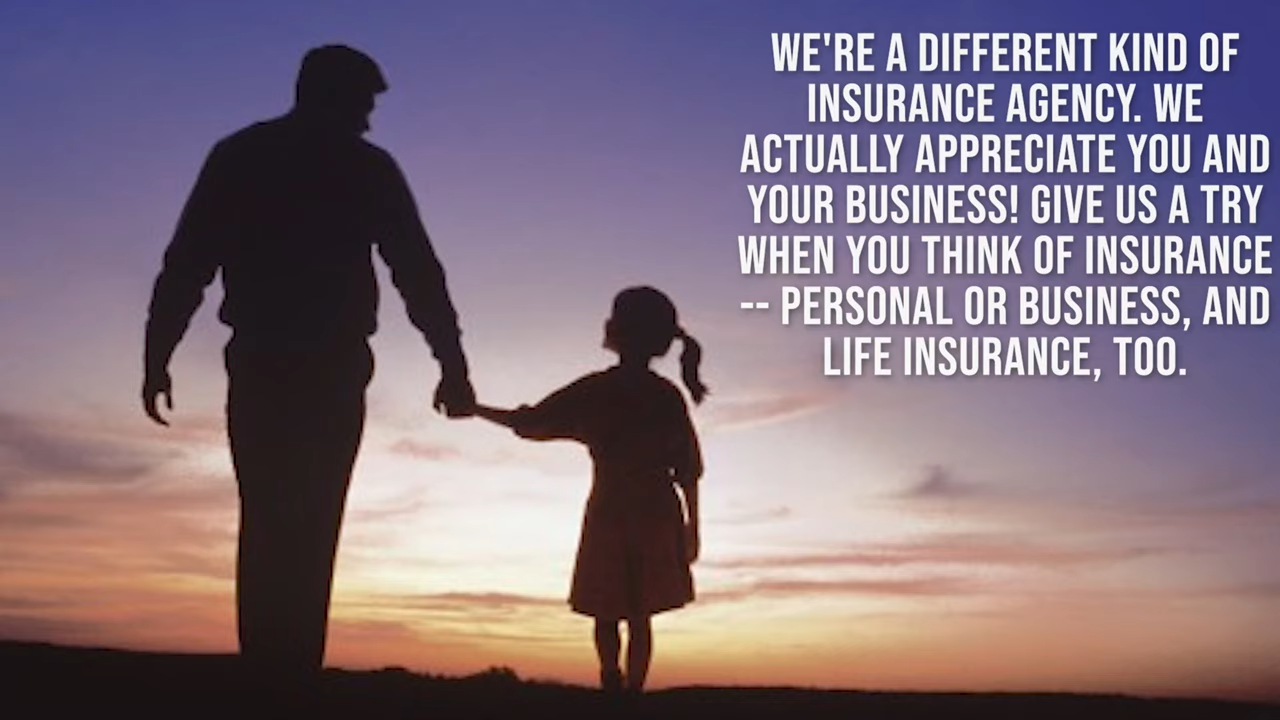 WE'RE A DIFFERENT KIND OF
INSURANCE AGENCY. WE
ACTUALLY APPRECIATE YOU AND
YOUR BUSINESS! GIVE US A TRY
WHEN YOU THINK OF INSURANCE
-- PERSONAL OR BUSINESS, AND
LIFE INSURANCE, TOO.